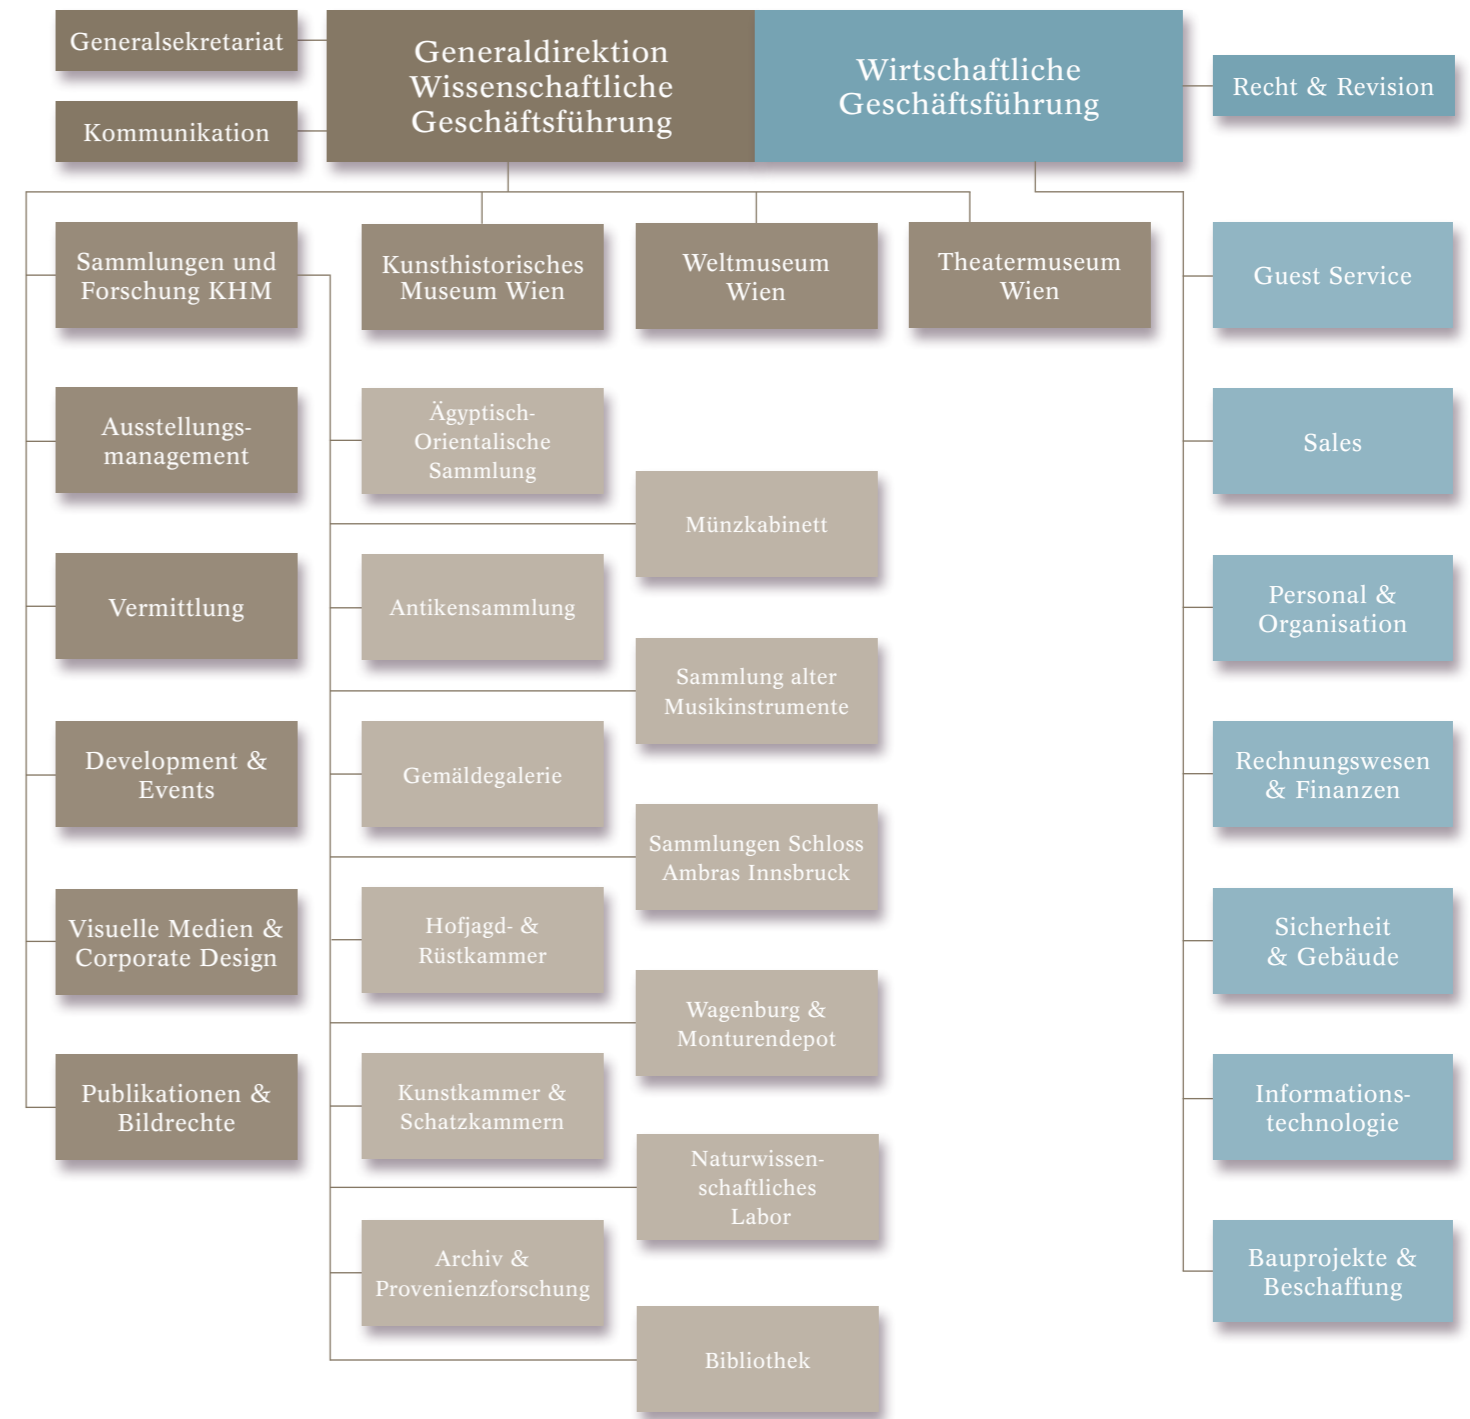 Generalsekretariat
Kommunikation
Generaldirektion
Wissenschaftliche
Geschäftsführung
Wirtschaftliche
Geschäftsführung
Recht & Revision
Sammlungen und
Forschung KHM
Kunsthistorisches
Museum Wien
Weltmuseum
Wien
Theatermuseum
Wien
Guest Service
Ausstellungs-
management
Ägyptisch-
Orientalische
Sammlung
Münzkabinett
Sales
Vermittlung
Antikensammlung
Sammlung alter
Musikinstrumente
Personal &
Organisation
Development &
Events
Gemäldegalerie
Sammlungen Schloss
Ambras Innsbruck
Rechnungswesen
& Finanzen
Visuelle Medien &
Corporate Design
Hofjagd- &
Rüstkammer
Wagenburg &
Monturendepot
Sicherheit
& Gebäude
Publikationen &
Bildrechte
Kunstkammer &
Schatzkammern
Naturwissen-
schaftliches
Labor
Informations-
technologie
Archiv &
Provenienzforschung
Bibliothek
Bauprojekte &
Beschaffung